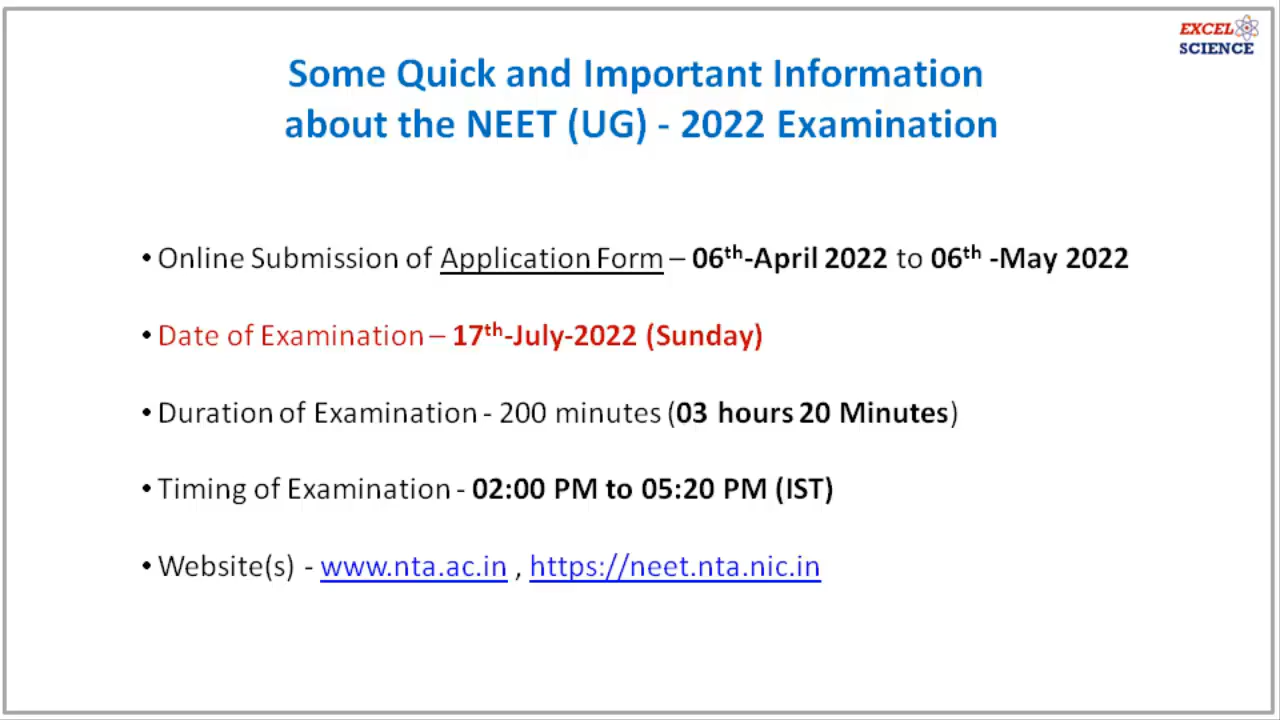 EXCEL
SCIENCE
Some Quick and Important Information
about the NEET (UG) - 2022 Examination
• Online Submission of Application Form – 06th-April 2022 to 06th -May 2022
• Date of Examination – 17th-July-2022 (Sunday)
• Duration of Examination - 200 minutes (03 hours 20 Minutes)
• Timing of Examination - 02:00 PM to 05:20 PM (IST)
• Website(s) - www.nta.ac.in , https://neet.nta.nic.in